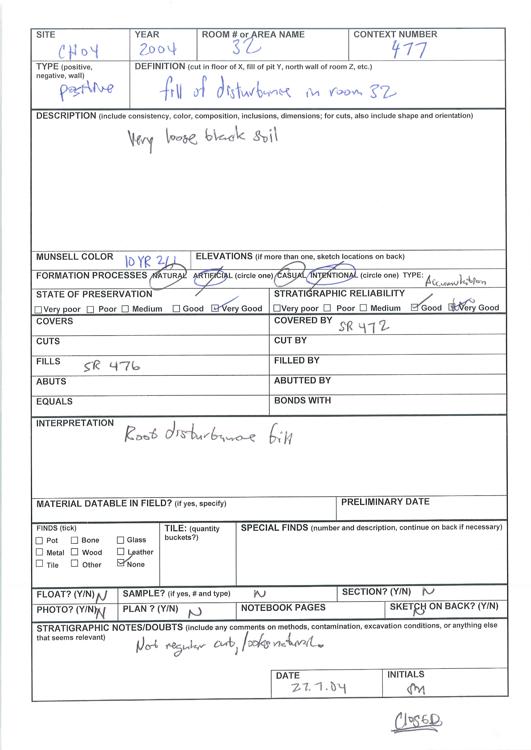 SITE YEAR ROOM # or AREA NAME CONTEXT NUMBER
CH04 2004 32 477
TYPE (positive, negative, wall) DEFINITION (cut in floor of X, fill of pit Y, north wall of room Z, etc.)
positive fill of disturbance in room 32
DESCRIPTION (include consistency, color, composition, inclusions, dimensions; for cuts, also include shape and orientation)
Very loose black soil
MUNSELL COLOR 10 YR 2/1 ELEVATIONS (if more than one, sketch locations on back)
FORMATION PROCESSES NATURAL ARTIFICIAL (circle one) CASUAL INTENTIONAL (circle one) TYPE: Accumulation
STATE OF PRESERVATION STRATIGRAPHIC RELIABILITY
Very poor Poor Medium Good Very Good Very poor Poor Medium Good Very Good
COVERS COVERED BY SR 472
CUTS CUT BY
FILLS SR 476 FILLED BY
ABUTS ABUTTED BY
EQUALS BONDS WITH
INTERPRETATION
Root disturbance fill
MATERIAL DATABLE IN FIELD? (if yes, specify) PRELIMINARY DATE
FINDS (tick) TILE: (quantity buckets?) SPECIAL FINDS (number and description, continue on back if necessary)
Pot Bone Glass
Metal Wood Leather
Tile Other None
FLOAT? (Y/N) N SAMPLE? (if yes, # and type) N SECTION? (Y/N) N
PHOTO? (Y/N) N PLAN ? (Y/N) N NOTEBOOK PAGES SKETCH ON BACK? (Y/N) N
STRATIGRAPHIC NOTES/DOUBTS (include any comments on methods, contamination, excavation conditions, or anything else
that seems relevant)
Not regular cut, looks natural.
DATE INITIALS
27.7.04
CLOSED